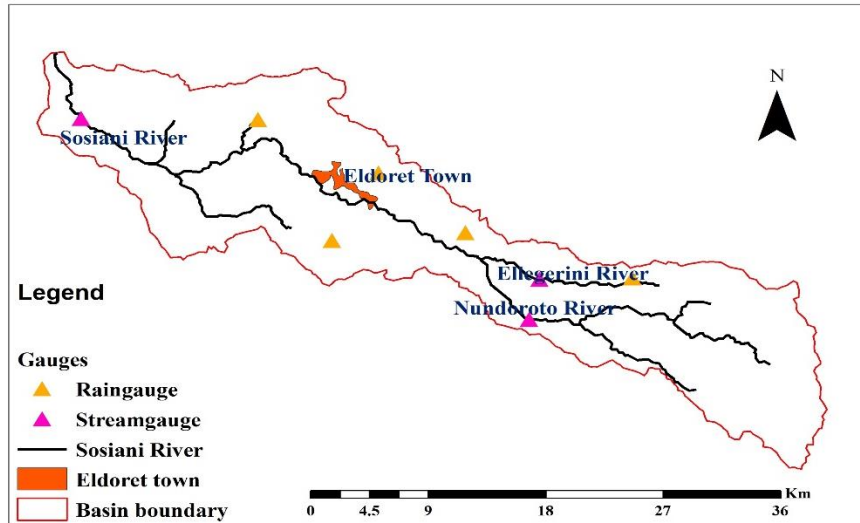 N
Sosiani River
Eldoret Town
Ellegerini River
Nundoroto River
Legend
Gauges
Raingauge
Streamgauge
Sosiani River
Eldoret town
Basin boundary
Km
0 4.5 9 18 27 36